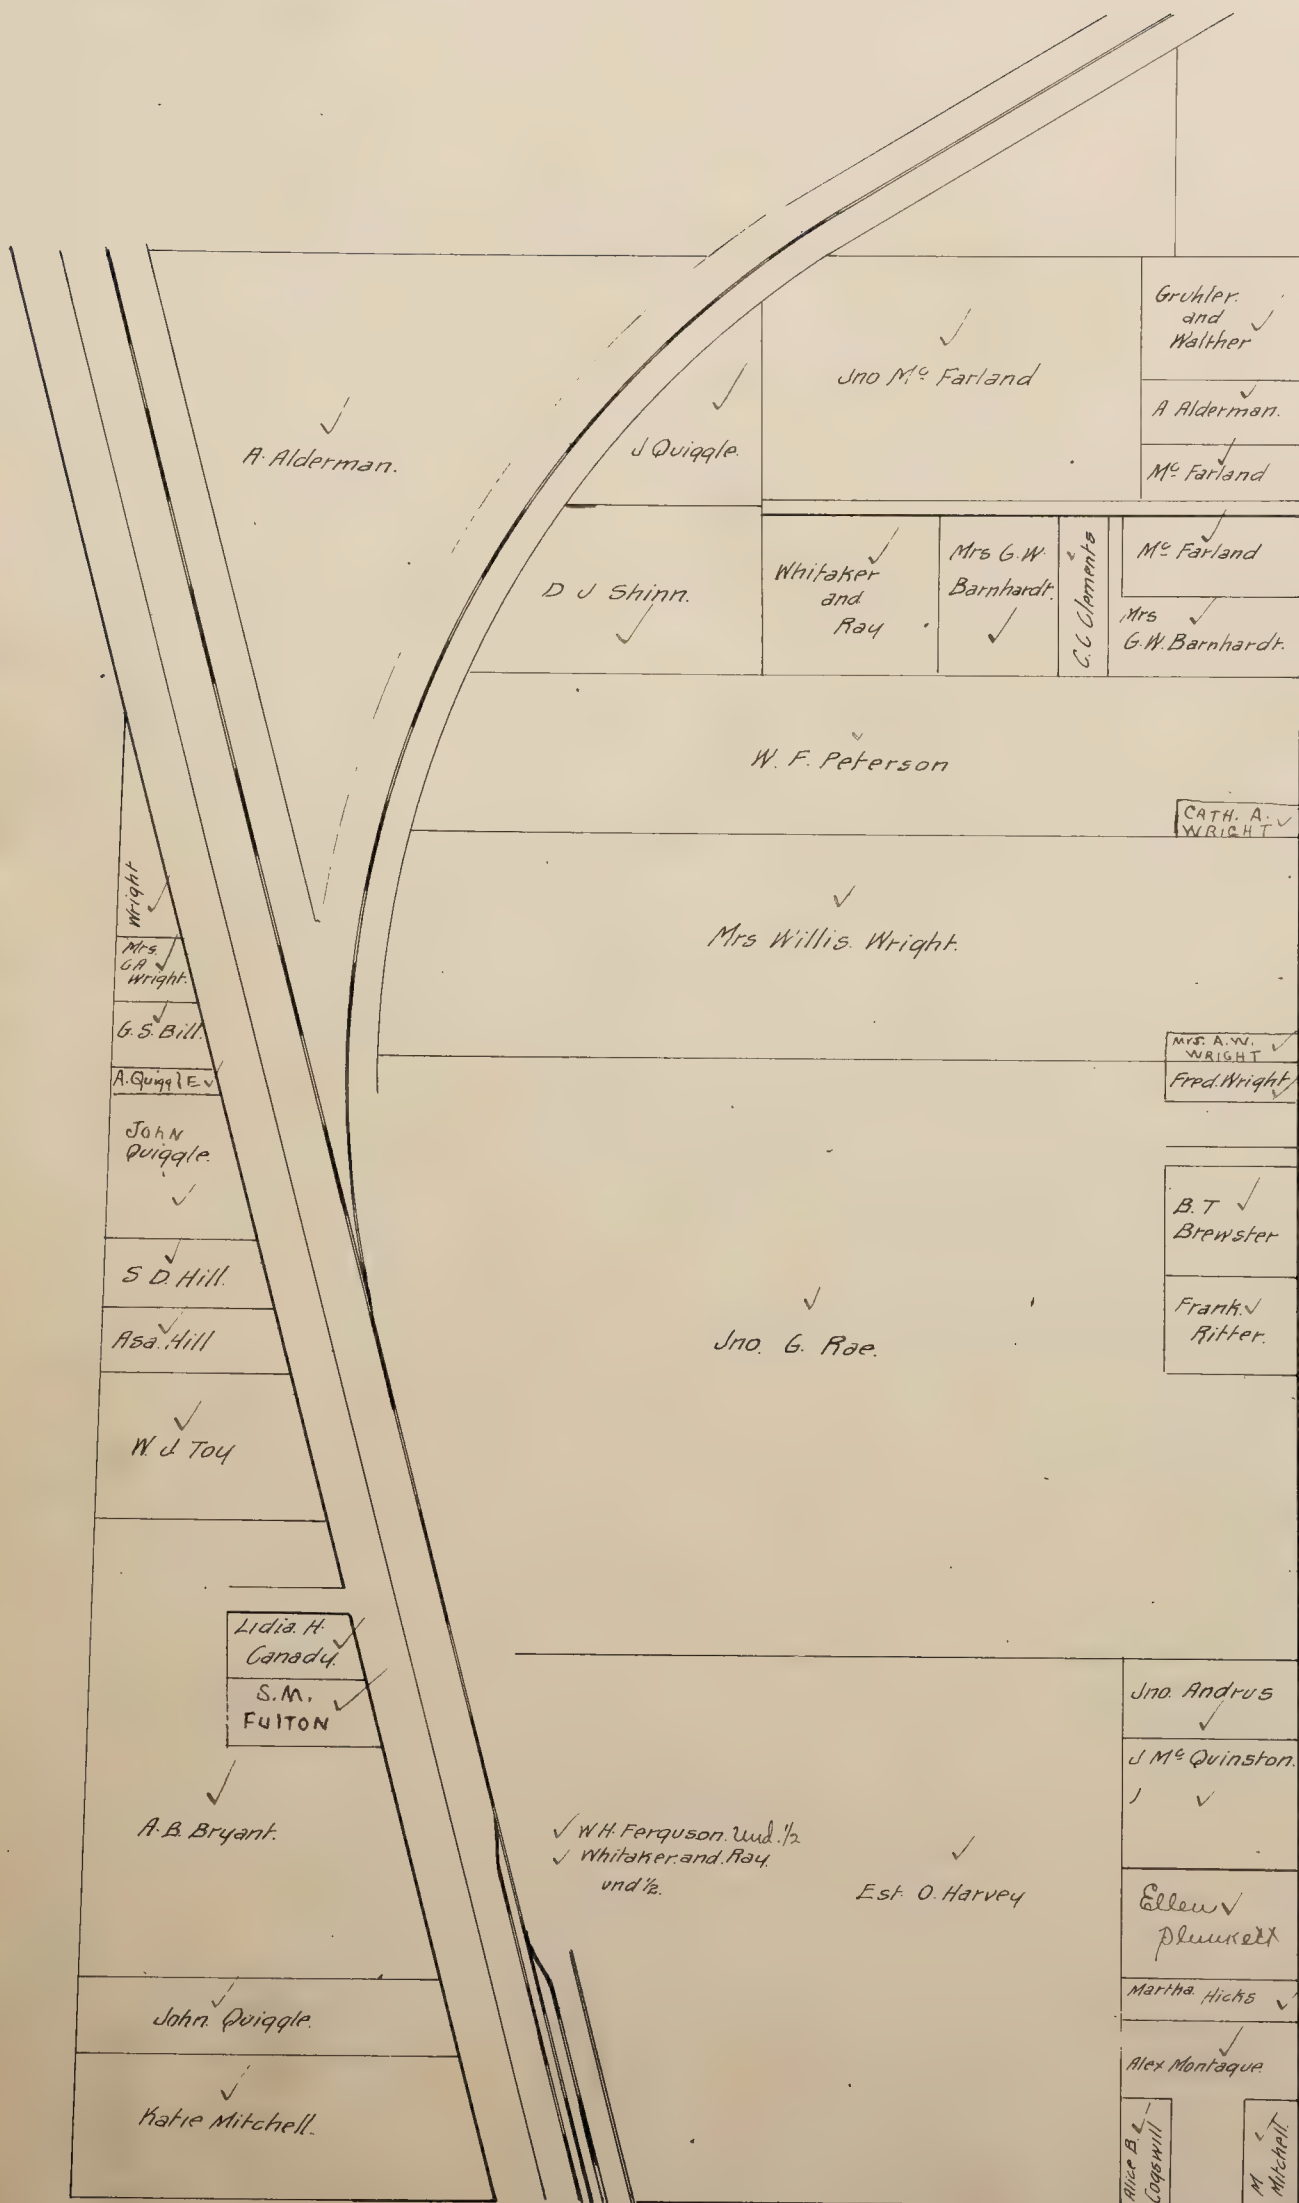 Gruhler.
and
Walther
Jno Mc Farland
A Alderman.
A. Alderman.
J Quiggle.
Mc Farland
D J Shinn.
Whitaker
and
Ray
Mrs G.W.
Barnhardt.
C.C Clements
Mc Farland
Mrs
G.W. Barnhardt.
W. F. Peterson
CATH. A.
WRIGHT
Wright
Mrs Willis. Wright.
Mrs.
GA
Wright.
G.S. Bill.
Mrs. A.W.
WRIGHT
Fred. Wright
A. QuigglE
John
Quiggle.
B. T
Brewster
S D. Hill.
Frank.
Ritter.
Asa. Hill
Jno. G. Rae.
W. J Toy
Lidia. H.
Canady.
S.M.
FUlTON
Jno. Andrus
J Mc Quinston.
A. B. Bryant.
W.H. Ferguson. Und. 1/2
Whitaker. and. Ray.
und 1/2.
Est. O. Harvey
Ellen
Plunkett
Martha. Hicks
John. Quiggle.
Alex Montague.
Katie Mitchell.
Alice B.
Cogswill
M
Mitchell.